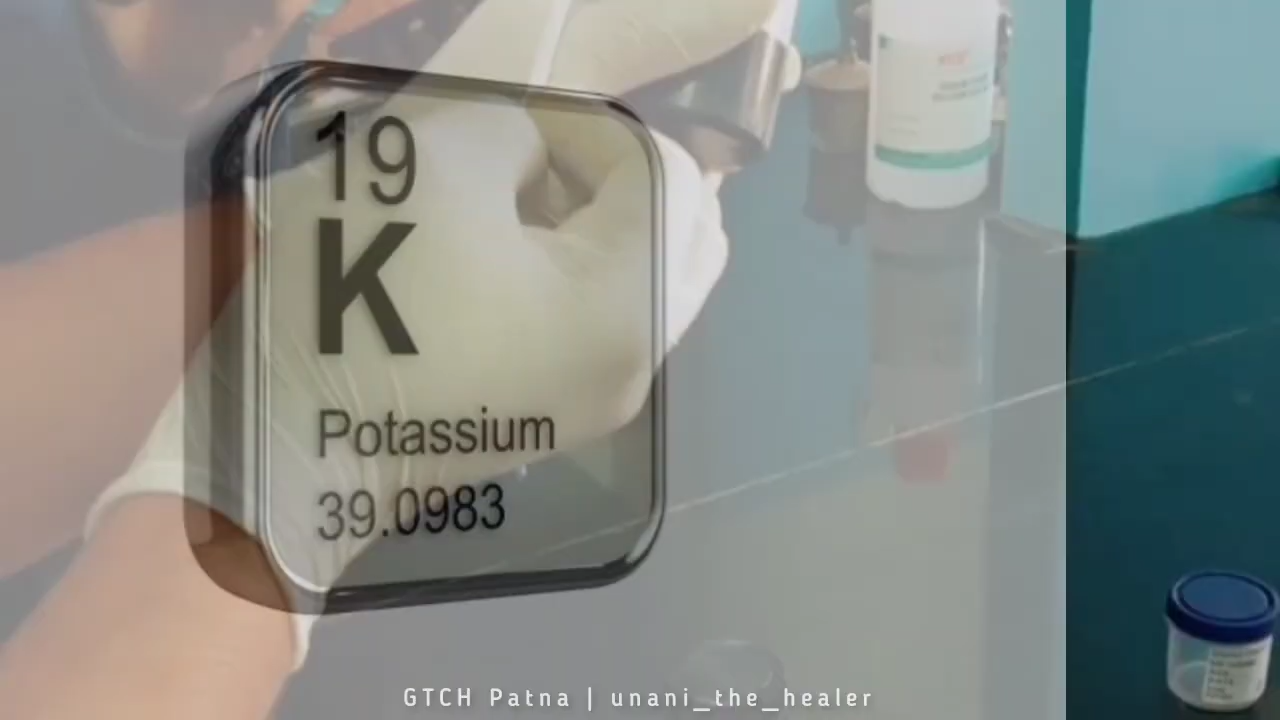 19
K
Potassium
39.0983
GTCH Patna | unani_the_healer